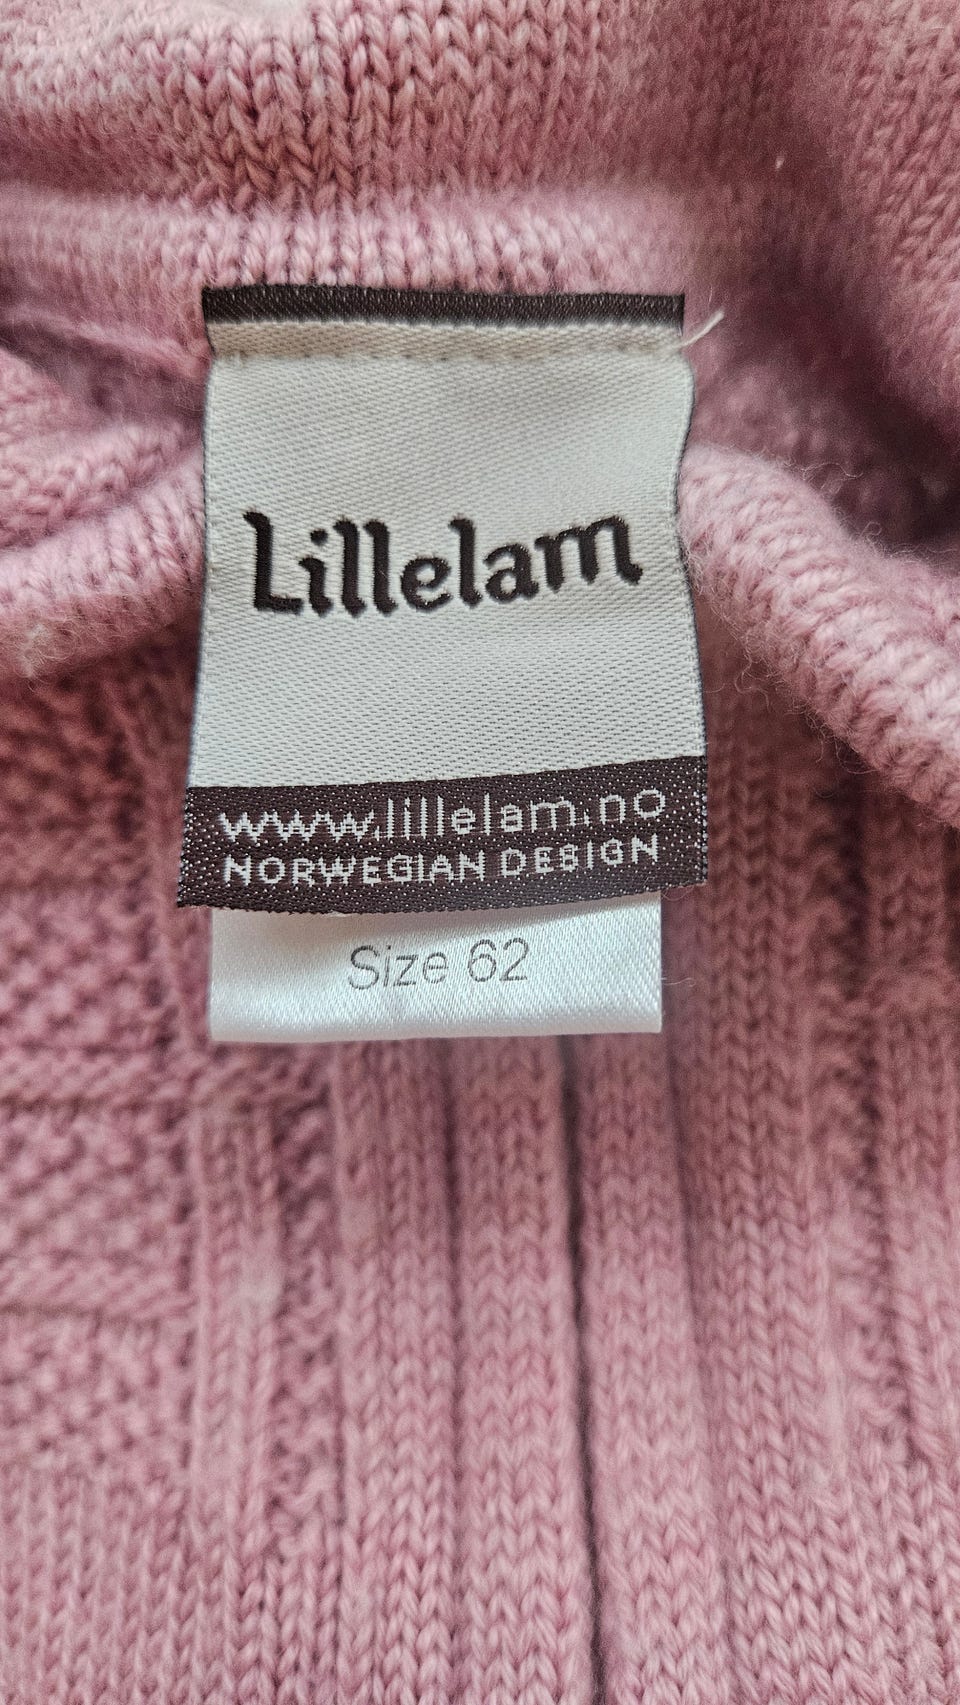 Lillelam
www.lillelam.no
NORWEGIAN DESIGN
Size 62